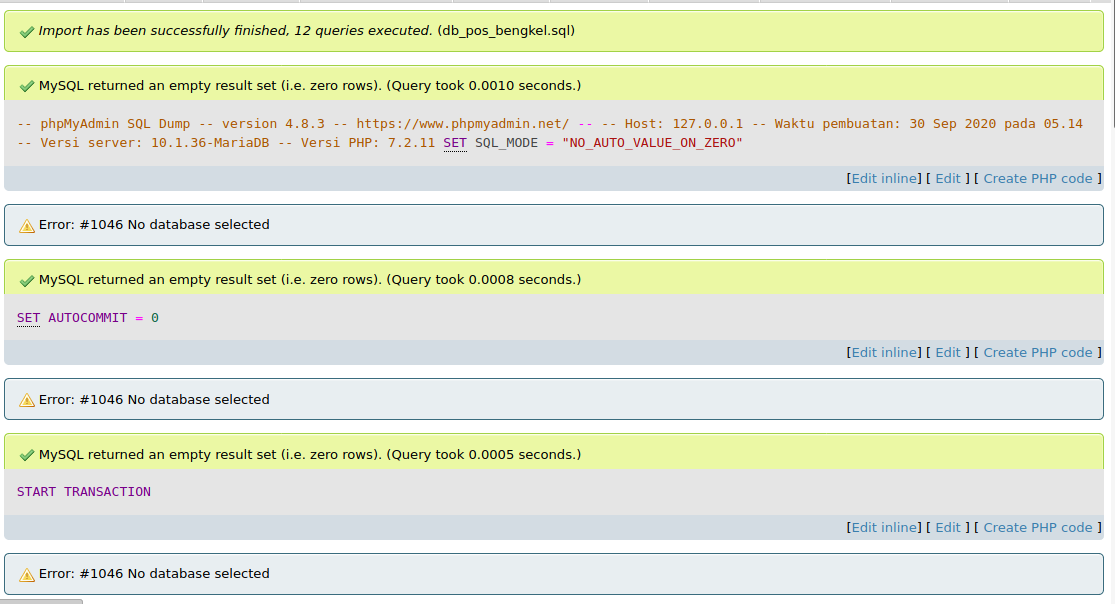 Import has been successfully finished, 12 queries executed. (db_pos_bengkel.sql)
MySQL returned an empty result set (i.e. zero rows). (Query took 0.0010 seconds.)
-- phpMyAdmin SQL Dump -- version 4.8.3 -- https://www.phpmyadmin.net/ -- -- Host: 127.0.0.1 -- Waktu pembuatan: 30 Sep 2020 pada 05.14
-- Versi server: 10.1.36-MariaDB -- Versi PHP: 7.2.11 SET SQL_MODE = "NO_AUTO_VALUE_ON_ZERO"
[Edit inline] [ Edit ] [ Create PHP code ]
Error: #1046 No database selected
MySQL returned an empty result set (i.e. zero rows). (Query took 0.0008 seconds.)
SET AUTOCOMMIT = 0
[Edit inline] [ Edit ] [ Create PHP code ]
Error: #1046 No database selected
MySQL returned an empty result set (i.e. zero rows). (Query took 0.0005 seconds.)
START TRANSACTION
[Edit inline] [ Edit ] [ Create PHP code ]
Error: #1046 No database selected